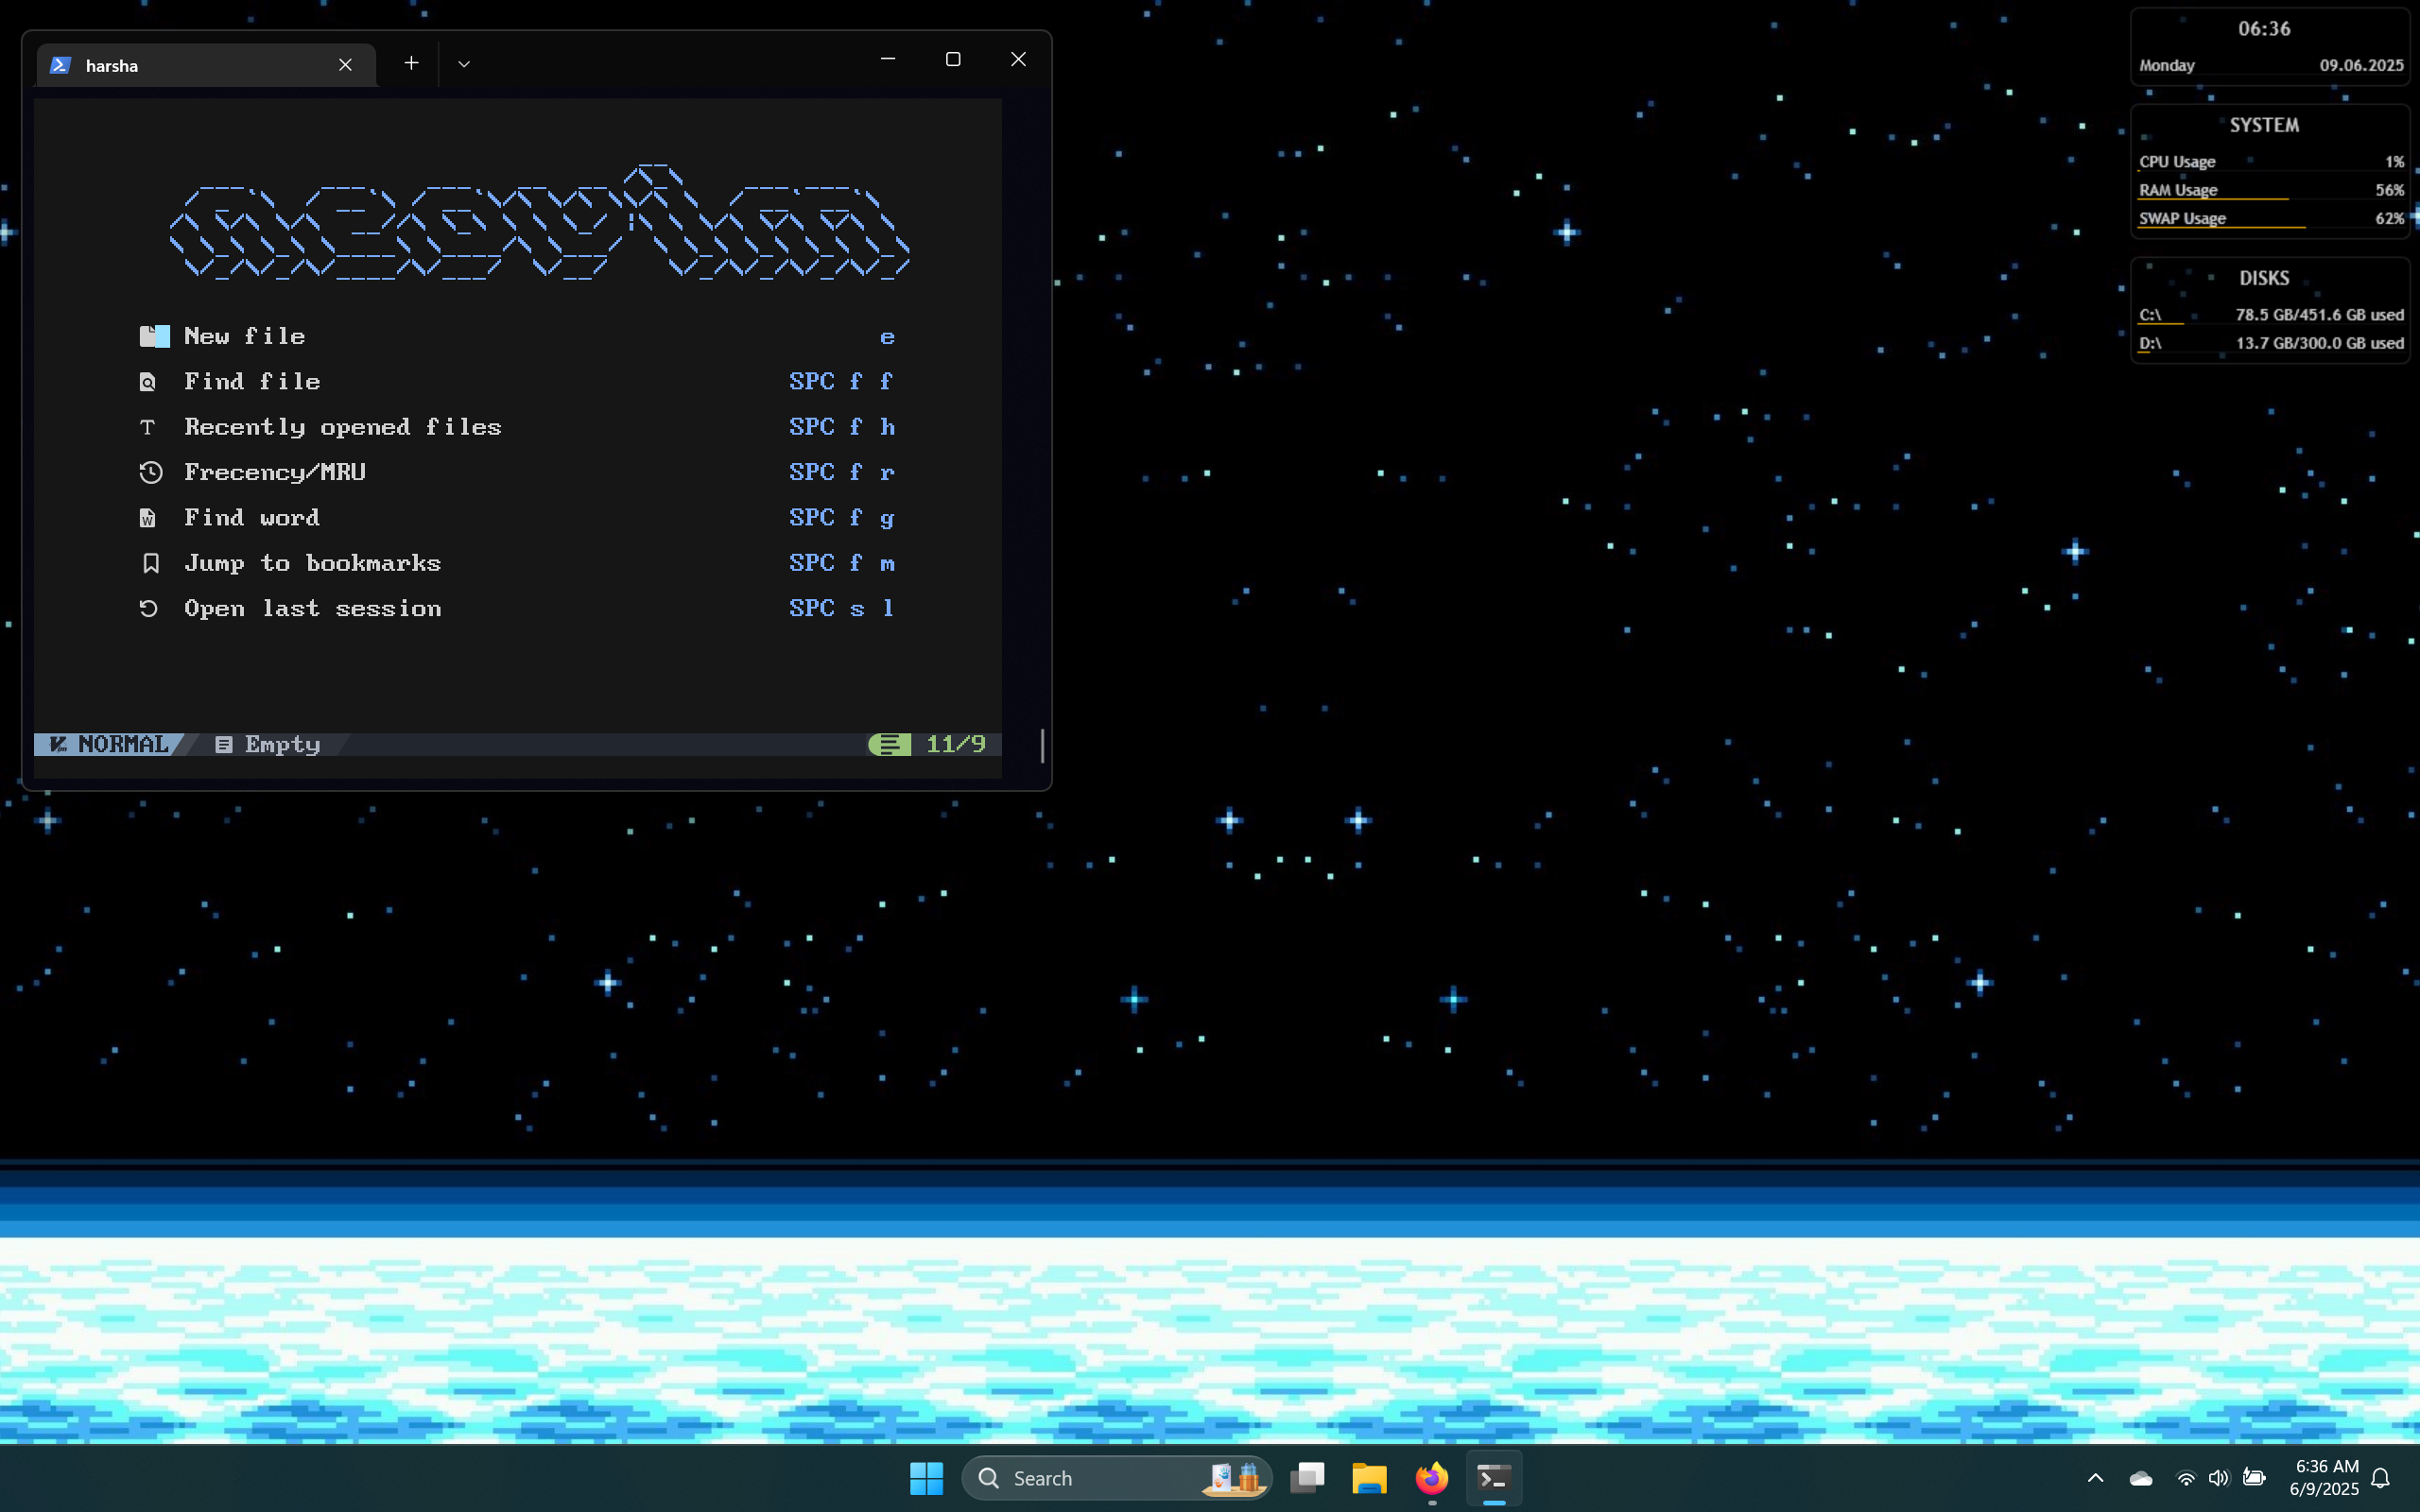 harsha
neovim
New file e
Find file SPC f f
Recently opened files SPC f h
Frecency/MRU SPC f r
Find word SPC f g
Jump to bookmarks SPC f m
Open last session SPC s l
NORMAL Empty 11/9
06:36
Monday 09.06.2025
SYSTEM
CPU Usage 1%
RAM Usage 56%
SWAP Usage 62%
DISKS
C:\ 78.5 GB/451.6 GB used
D:\ 13.7 GB/300.0 GB used
Search
6:36 AM
6/9/2025